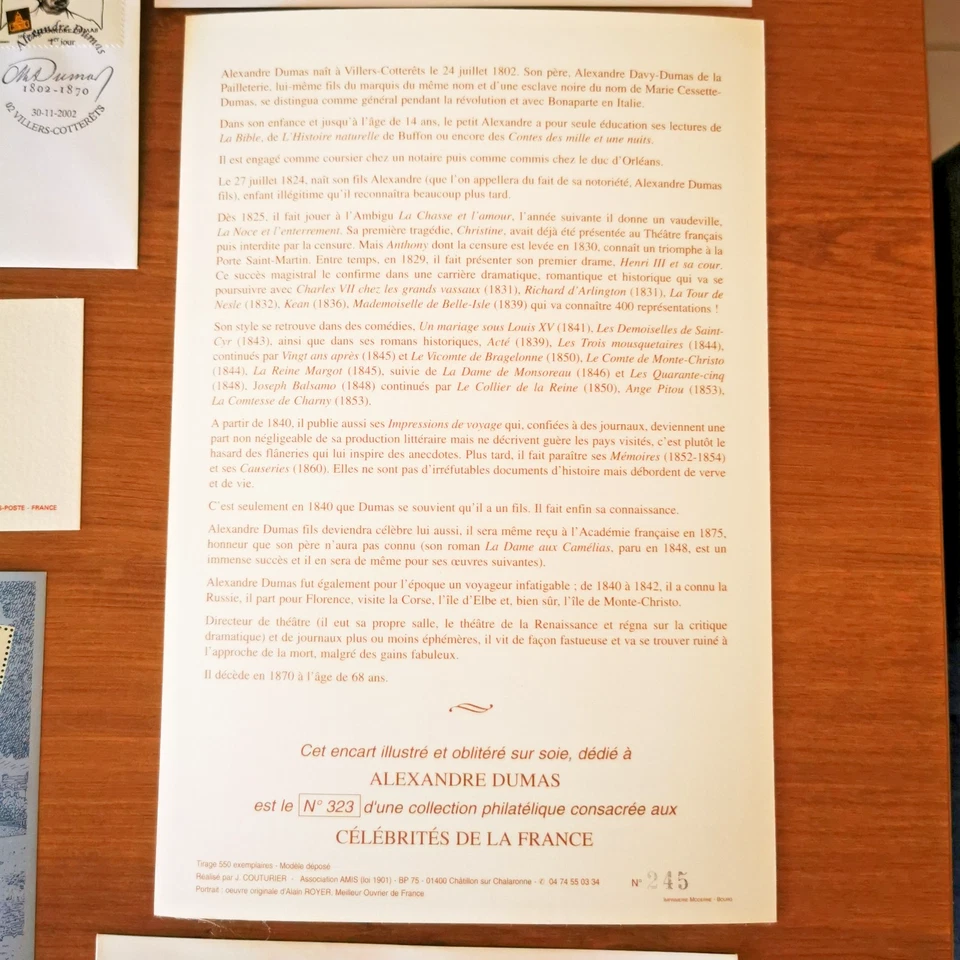 Alexandre Dumas
1er jour
1802-1870
30-11-2002
02 VILLERS-COTTERÊTS
-POSTE - FRANCE
Alexandre Dumas naît à Villers-Cotterêts le 24 juillet 1802. Son père, Alexandre Davy-Dumas de la
Pailleterie, lui-même fils du marquis du même nom et d'une esclave noire du nom de Marie Cessette-
Dumas, se distingua comme général pendant la révolution et avec Bonaparte en Italie.
Dans son enfance et jusqu'à l'âge de 14 ans, le petit Alexandre a pour seule éducation ses lectures de
La Bible, de L'Histoire naturelle de Buffon ou encore des Contes des mille et une nuits.
Il est engagé comme coursier chez un notaire puis comme commis chez le duc d'Orléans.
Le 27 juillet 1824, naît son fils Alexandre (que l'on appellera du fait de sa notoriété, Alexandre Dumas
fils), enfant illégitime qu'il reconnaîtra beaucoup plus tard.
Dès 1825, il fait jouer à l'Ambigu La Chasse et l'amour, l'année suivante il donne un vaudeville,
La Noce et l'enterrement. Sa première tragédie, Christine, avait déjà été présentée au Théâtre français
puis interdite par la censure. Mais Anthony dont la censure est levée en 1830, connaît un triomphe à la
Porte Saint-Martin. Entre temps, en 1829, il fait présenter son premier drame, Henri III et sa cour.
Ce succès magistral le confirme dans une carrière dramatique, romantique et historique qui va se
poursuivre avec Charles VII chez les grands vassaux (1831), Richard d'Arlington (1831), La Tour de
Nesle (1832), Kean (1836), Mademoiselle de Belle-Isle (1839) qui va connaître 400 représentations !
Son style se retrouve dans des comédies, Un mariage sous Louis XV (1841), Les Demoiselles de Saint-
Cyr (1843), ainsi que dans ses romans historiques, Acté (1839), Les Trois mousquetaires (1844),
continués par Vingt ans après (1845) et Le Vicomte de Bragelonne (1850), Le Comte de Monte-Christo
(1844), La Reine Margot (1845), suivie de La Dame de Monsoreau (1846) et Les Quarante-cinq
(1848), Joseph Balsamo (1848) continués par Le Collier de la Reine (1850), Ange Pitou (1853),
La Comtesse de Charny (1853).
A partir de 1840, il publie aussi ses Impressions de voyage qui, confiées à des journaux, deviennent une
part non négligeable de sa production littéraire mais ne décrivent guère les pays visités, c'est plutôt le
hasard des flâneries qui lui inspire des anecdotes. Plus tard, il fait paraître ses Mémoires (1852-1854)
et ses Causeries (1860). Elles ne sont pas d'irréfutables documents d'histoire mais débordent de verve
et de vie.
C'est seulement en 1840 que Dumas se souvient qu'il a un fils. Il fait enfin sa connaissance.
Alexandre Dumas fils deviendra célèbre lui aussi, il sera même reçu à l'Académie française en 1875,
honneur que son père n'aura pas connu (son roman La Dame aux Camélias, paru en 1848, est un
immense succès et il en sera de même pour ses œuvres suivantes).
Alexandre Dumas fut également pour l'époque un voyageur infatigable ; de 1840 à 1842, il a connu la
Russie, il part pour Florence, visite la Corse, l'île d'Elbe et, bien sûr, l'île de Monte-Christo.
Directeur de théâtre (il eut sa propre salle, le théâtre de la Renaissance et régna sur la critique
dramatique) et de journaux plus ou moins éphémères, il vit de façon fastueuse et va se trouver ruiné à
l'approche de la mort, malgré des gains fabuleux.
Il décède en 1870 à l'âge de 68 ans.
Cet encart illustré et oblitéré sur soie, dédié à
ALEXANDRE DUMAS
est le N° 323 d'une collection philatélique consacrée aux
CÉLÉBRITÉS DE LA FRANCE
Tirage 550 exemplaires - Modèle déposé
Réalisé par J. COUTURIER - Association AMIS (loi 1901) - BP 75 - 01400 Châtillon sur Chalaronne - ✆ 04 74 55 03 34
Portrait : oeuvre originale d'Alain ROYER, Meilleur Ouvrier de France
N° 245
IMPRIMERIE MODERNE - BOURG